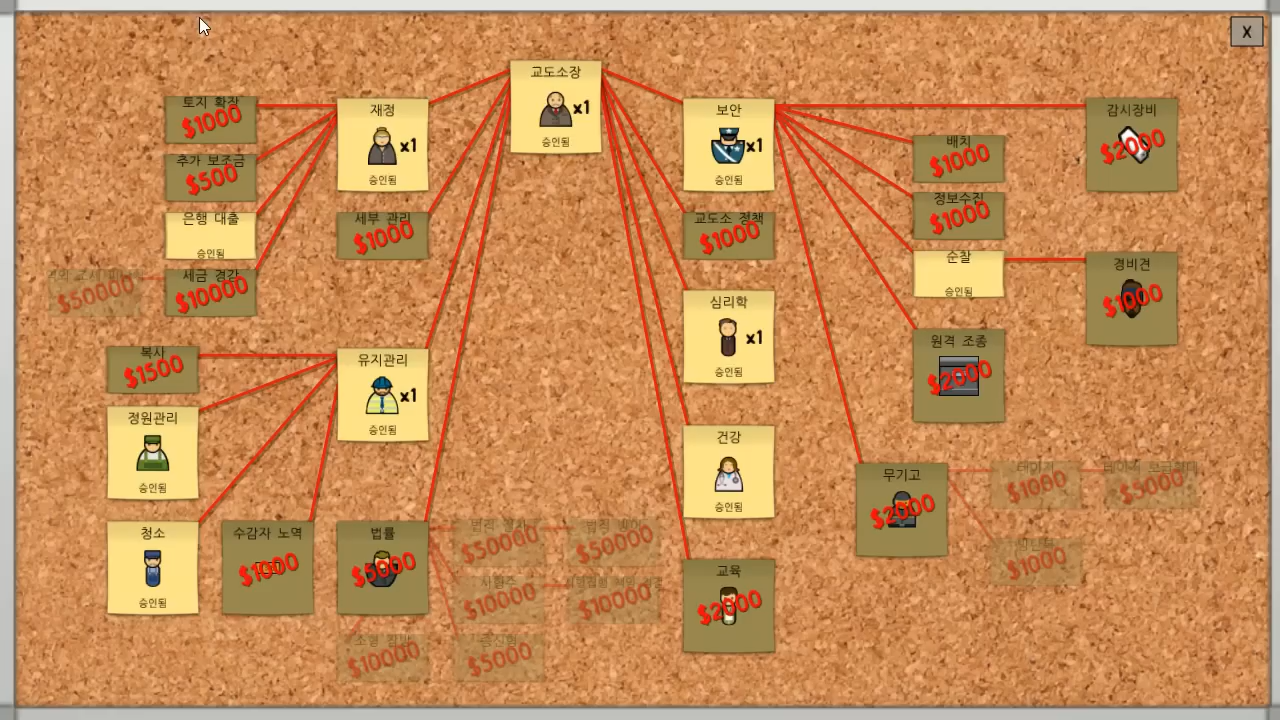 X
교도소장
x1
승인됨
토지 확장
$1000
재정
x1
승인됨
보안
x1
승인됨
감시장비
$2000
추가 보조금
$500
배치
$1000
은행 대출
승인됨
세부 관리
$1000
교도소 정책
$1000
정보수집
$1000
$50000
세금 경감
$10000
순찰
승인됨
경비견
$1000
심리학
x1
승인됨
원격 조종
$2000
복사
$1500
유지관리
x1
승인됨
정원관리
승인됨
건강
승인됨
무기고
$2000
테이저
$1000
$5000
$1000
청소
승인됨
수감자 노역
$1000
법률
$5000
$50000
$50000
$10000
$10000
$10000
종신형
$5000
교육
$2000